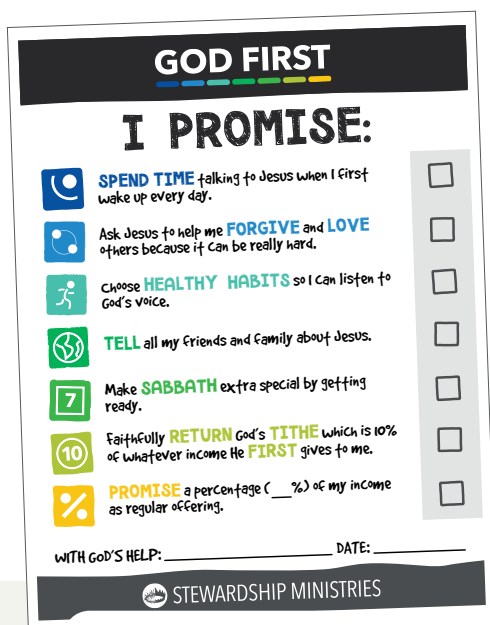 GOD FIRST
I PROMISE:
SPEND TIME talking to Jesus when I first
wake up every day.
Ask Jesus to help me FORGIVE and LOVE
others because it can be really hard.
Choose HEALTHY HABITS so I can listen to
God's voice.
TELL all my friends and family about Jesus.
7
Make SABBATH extra special by getting
ready.
10
Faithfully RETURN God's TITHE which is 10%
of whatever income He FIRST gives to me.
%
PROMISE a percentage (___%) of my income
as regular offering.
WITH GOD'S HELP: ____________________ DATE: ___________
STEWARDSHIP MINISTRIES